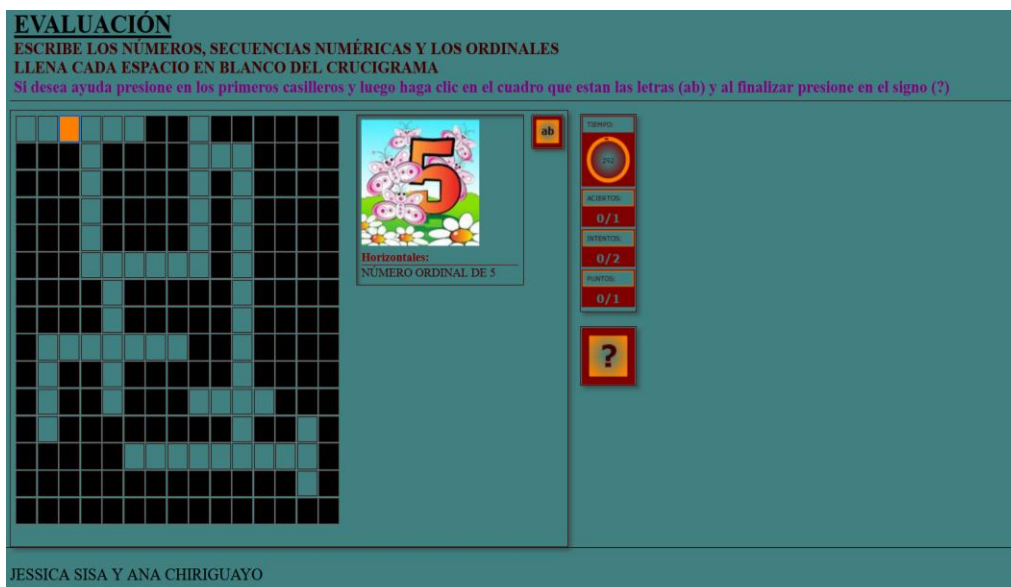 EVALUACIÓN
ESCRIBE LOS NÚMEROS, SECUENCIAS NUMÉRICAS Y LOS ORDINALES
LLENA CADA ESPACIO EN BLANCO DEL CRUCIGRAMA
Si desea ayuda presione en los primeros casilleros y luego haga clic en el cuadro que estan las letras (ab) y al finalizar presione en el signo (?)
5
Horizontales:
NÚMERO ORDINAL DE 5
ab
TIEMPO:
242
ACIERTOS:
0/1
INTENTOS:
0/2
PUNTOS:
0/1
?
JESSICA SISA Y ANA CHIRIGUAYO